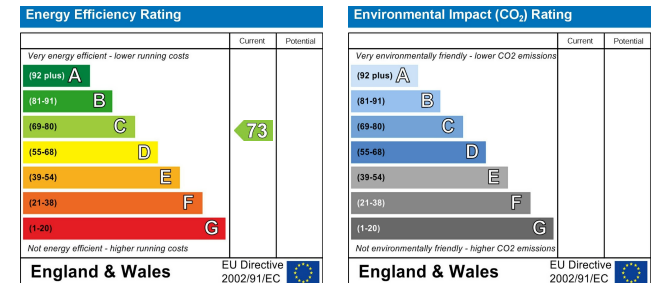 Energy Efficiency Rating
Current Potential
Very energy efficient - lower running costs
(92 plus) A
(81-91) B
(69-80) C
73
(55-68) D
(39-54) E
(21-38) F
(1-20) G
Not energy efficient - higher running costs
England & Wales
EU Directive
2002/91/EC
Environmental Impact (CO₂) Rating
Current Potential
Very environmentally friendly - lower CO2 emissions
(92 plus) A
(81-91) B
(69-80) C
(55-68) D
(39-54) E
(21-38) F
(1-20) G
Not environmentally friendly - higher CO2 emissions
England & Wales
EU Directive
2002/91/EC